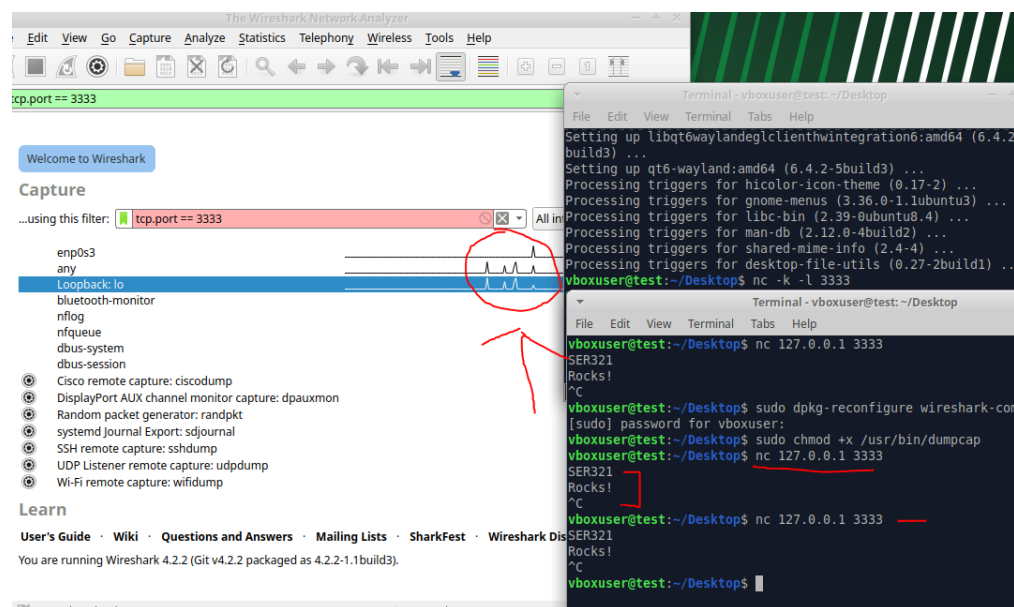 The Wireshark Network Analyzer
Edit View Go Capture Analyze Statistics Telephony Wireless Tools Help
tcp.port == 3333
Welcome to Wireshark
Capture
...using this filter: tcp.port == 3333 All in
enp0s3
any
Loopback: lo
bluetooth-monitor
nflog
nfqueue
dbus-system
dbus-session
Cisco remote capture: ciscodump
DisplayPort AUX channel monitor capture: dpauxmon
Random packet generator: randpkt
systemd Journal Export: sdjournal
SSH remote capture: sshdump
UDP Listener remote capture: udpdump
Wi-Fi remote capture: wifidump
Learn
User's Guide · Wiki · Questions and Answers · Mailing Lists · SharkFest · Wireshark Dis
You are running Wireshark 4.2.2 (Git v4.2.2 packaged as 4.2.2-1.1build3).
Terminal - vboxuser@test: ~/Desktop
File Edit View Terminal Tabs Help
Setting up libqt6waylandeglclienthwintegration6:amd64 (6.4.2
build3) ...
Setting up qt6-wayland:amd64 (6.4.2-5build3) ...
Processing triggers for hicolor-icon-theme (0.17-2) ...
Processing triggers for gnome-menus (3.36.0-1.1ubuntu3) ...
Processing triggers for libc-bin (2.39-0ubuntu8.4) ...
Processing triggers for man-db (2.12.0-4build2) ...
Processing triggers for shared-mime-info (2.4-4) ...
Processing triggers for desktop-file-utils (0.27-2build1) ..
vboxuser@test:~/Desktop$ nc -k -l 3333
Terminal - vboxuser@test: ~/Desktop
File Edit View Terminal Tabs Help
vboxuser@test:~/Desktop$ nc 127.0.0.1 3333
SER321
Rocks!
^C
vboxuser@test:~/Desktop$ sudo dpkg-reconfigure wireshark-com
[sudo] password for vboxuser:
vboxuser@test:~/Desktop$ sudo chmod +x /usr/bin/dumpcap
vboxuser@test:~/Desktop$ nc 127.0.0.1 3333
SER321
Rocks!
^C
vboxuser@test:~/Desktop$ nc 127.0.0.1 3333
SER321
Rocks!
^C
vboxuser@test:~/Desktop$